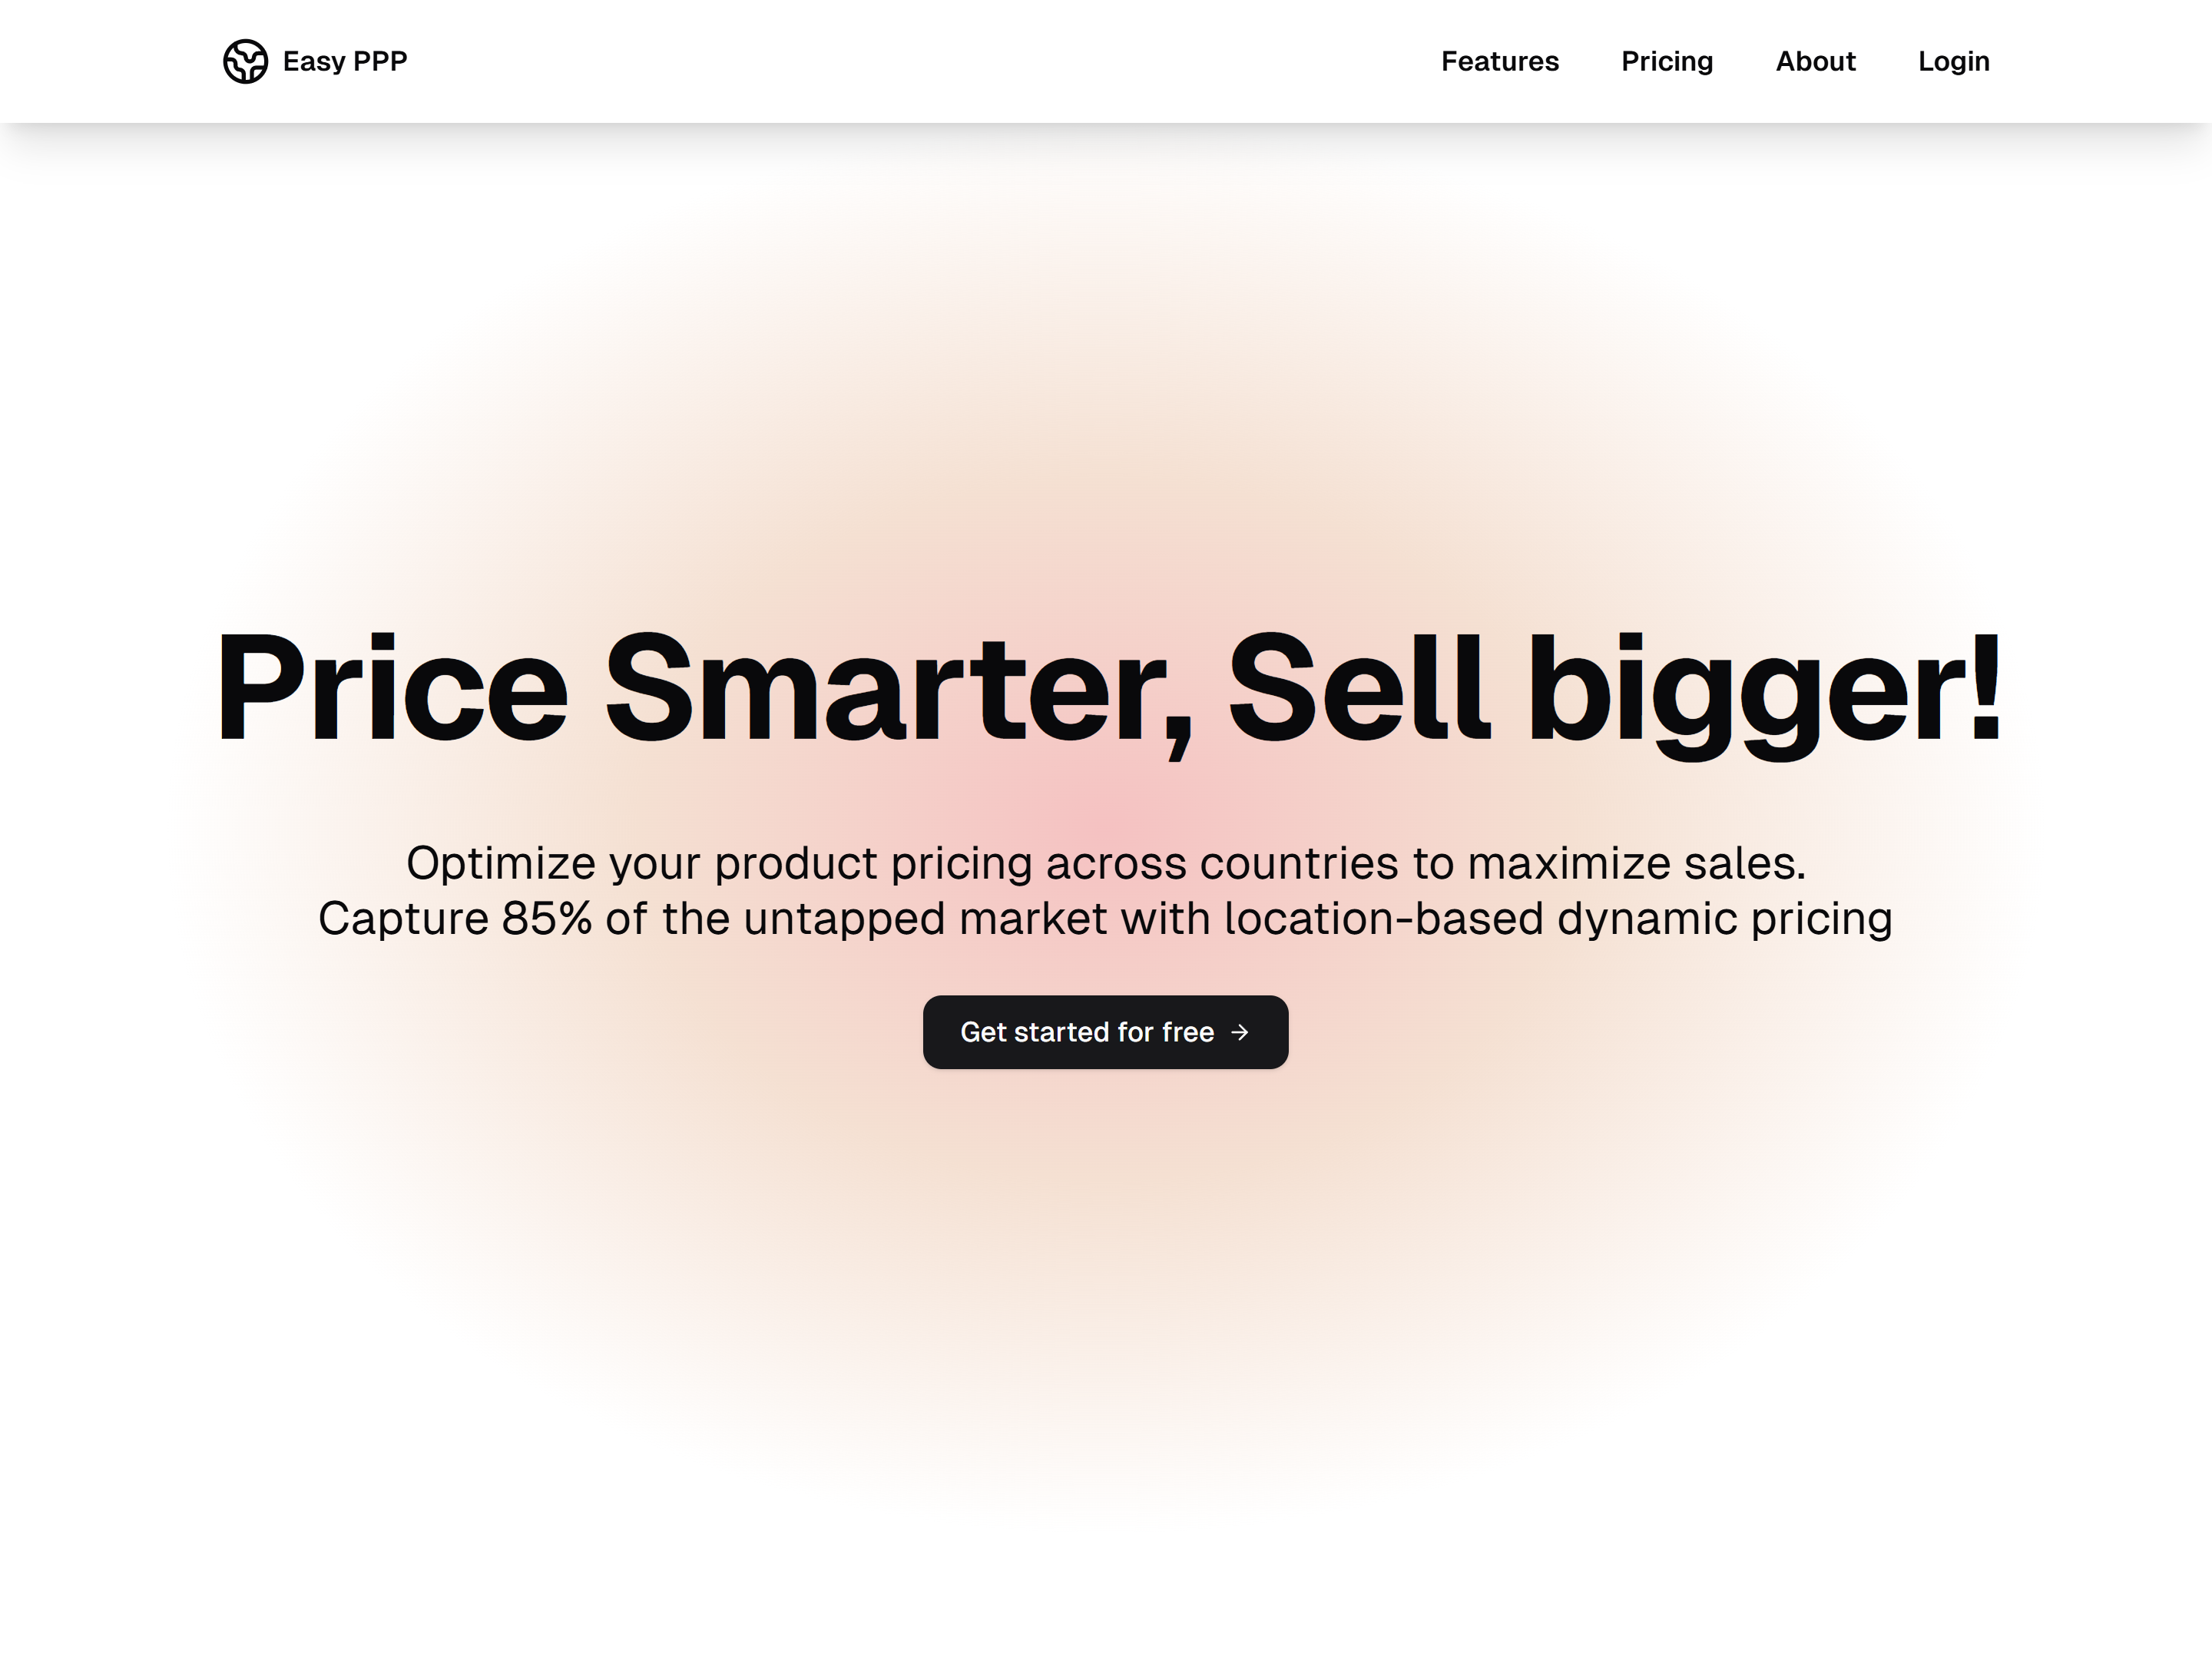 Easy PPP
Features Pricing About Login
Price Smarter, Sell bigger!
Optimize your product pricing across countries to maximize sales.
Capture 85% of the untapped market with location-based dynamic pricing
Get started for free